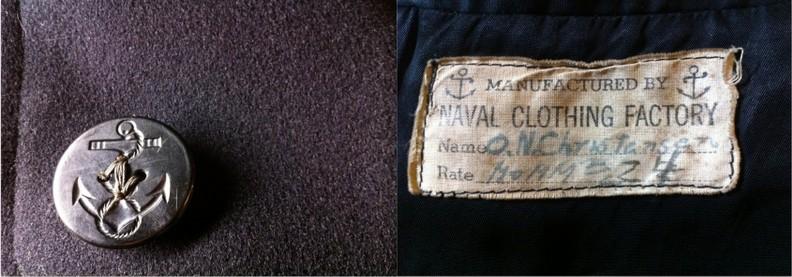 MANUFACTURED BY
NAVAL CLOTHING FACTORY
Name O. N. Christensen
Rate